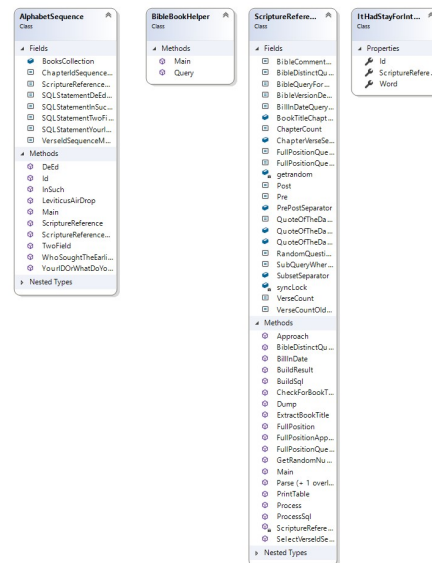 AlphabetSequence
Class
Fields
BooksCollection
ChapterIdSequence...
ScriptureReference...
SQLStatementDeEd...
SQLStatementInSuc...
SQLStatementTwoFi...
SQLStatementYourI...
VerseIdSequenceM...
Methods
DeEd
Id
InSuch
LeviticusAirDrop
Main
ScriptureReference
ScriptureReference...
TwoField
WhoSoughtTheEarli...
YourIDOrWhatDoYo...
Nested Types
BibleBookHelper
Class
Methods
Main
Query
ScriptureRefere...
Class
Fields
BibleComment...
BibleDistinctQu...
BibleQueryFor...
BibleVersionDe...
BillInDateQuery...
BookTitleChapt...
ChapterCount
ChapterVerseSe...
FullPositionQue...
FullPositionQue...
getrandom
Post
Pre
PrePostSeparator
QuoteOfTheDa...
QuoteOfTheDa...
QuoteOfTheDa...
RandomQuesti...
SubQueryWher...
SubsetSeparator
syncLock
VerseCount
VerseCountOld...
Methods
Approach
BibleDistinctQu...
BillInDate
BuildResult
BuildSql
CheckForBookT...
Dump
ExtractBookTitle
FullPosition
FullPositionApp...
FullPositionQue...
GetRandomNu...
Main
Parse (+ 1 overl...
PrintTable
Process
ProcessSql
ScriptureRefere...
SelectVerseIdSe...
Nested Types
ItHadStayForInt...
Class
Properties
Id
ScriptureRefere...
Word